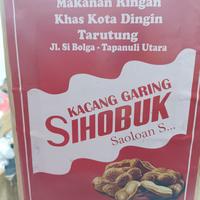 Makanan Ringan
Khas Kota Dingin
Tarutung
Jl. Si Bolga - Tapanuli Utara
KACANG GARING
SIHOBUK
Saoloan S...